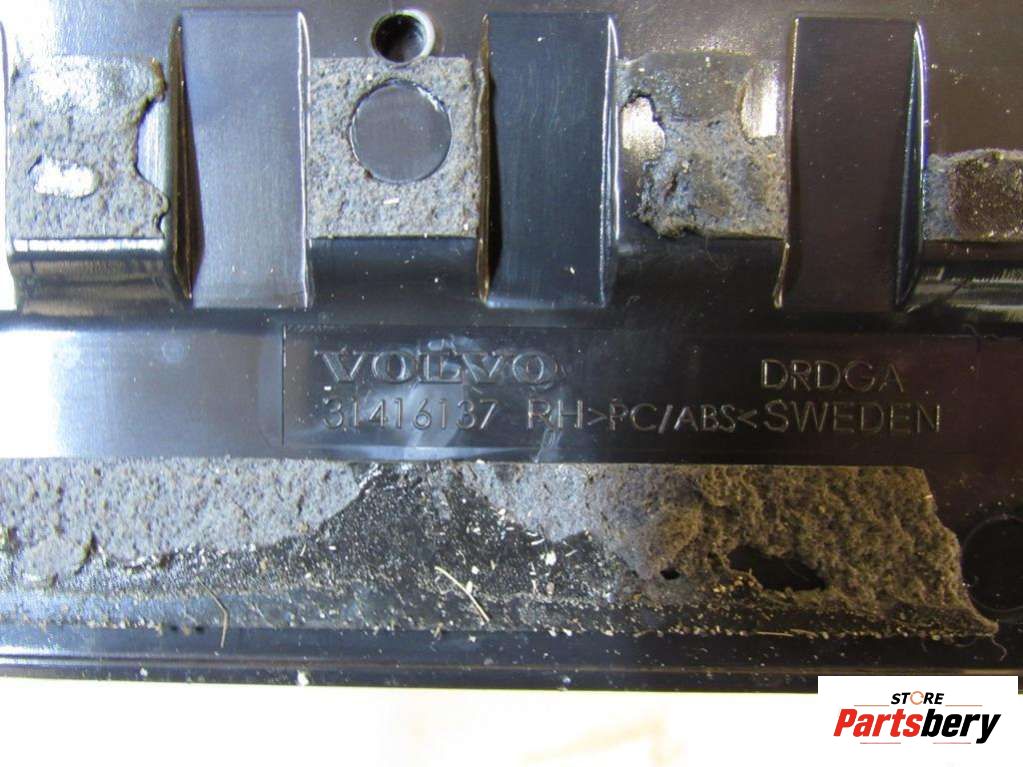 VOLVO DRDGA
31416137 RH >PC/ABS< SWEDEN
STORE
Partsbery